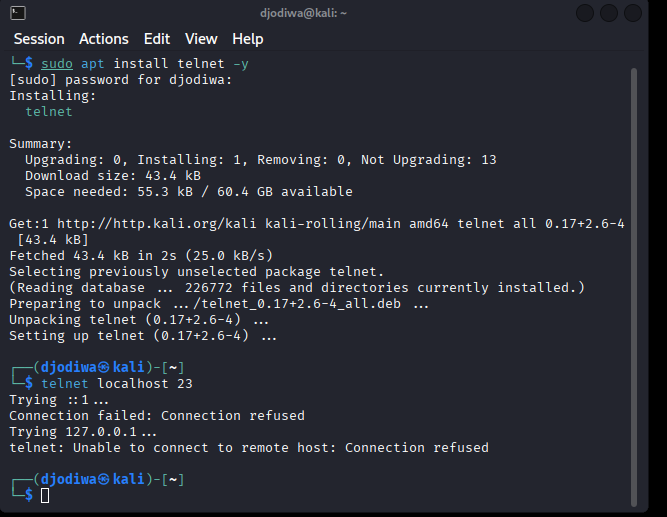 djodiwa@kali: ~
Session Actions Edit View Help
└─$ sudo apt install telnet -y
[sudo] password for djodiwa:
Installing:
  telnet
Summary:
  Upgrading: 0, Installing: 1, Removing: 0, Not Upgrading: 13
  Download size: 43.4 kB
  Space needed: 55.3 kB / 60.4 GB available
Get:1 http://http.kali.org/kali kali-rolling/main amd64 telnet all 0.17+2.6-4
 [43.4 kB]
Fetched 43.4 kB in 2s (25.0 kB/s)
Selecting previously unselected package telnet.
(Reading database ... 226772 files and directories currently installed.)
Preparing to unpack .../telnet_0.17+2.6-4_all.deb ...
Unpacking telnet (0.17+2.6-4) ...
Setting up telnet (0.17+2.6-4) ...
┌──(djodiwa㉿kali)-[~]
└─$ telnet localhost 23
Trying ::1...
Connection failed: Connection refused
Trying 127.0.0.1...
telnet: Unable to connect to remote host: Connection refused
┌──(djodiwa㉿kali)-[~]
└─$